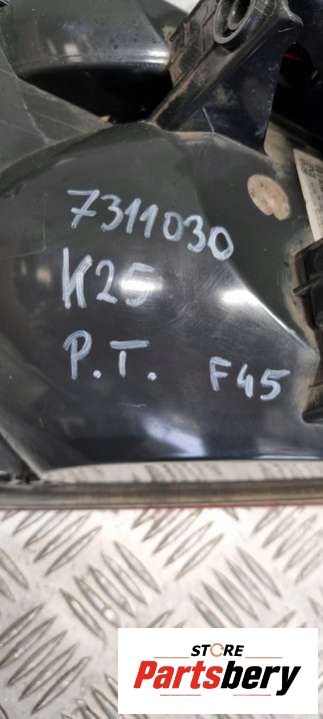 7311030
K25
P.T. F45
STORE
Partsbery